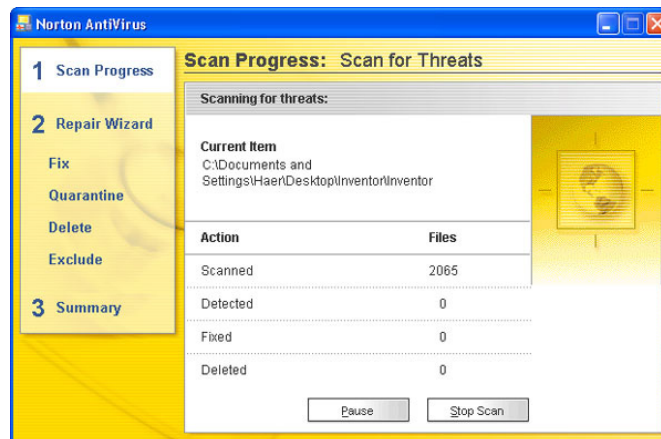 Norton AntiVirus
1 Scan Progress
2 Repair Wizard
Fix
Quarantine
Delete
Exclude
3 Summary
Scan Progress: Scan for Threats
Scanning for threats:
Current Item
C:\Documents and
Settings\Haer\Desktop\Inventor\Inventor
Action Files
Scanned 2065
Detected 0
Fixed 0
Deleted 0
Pause Stop Scan